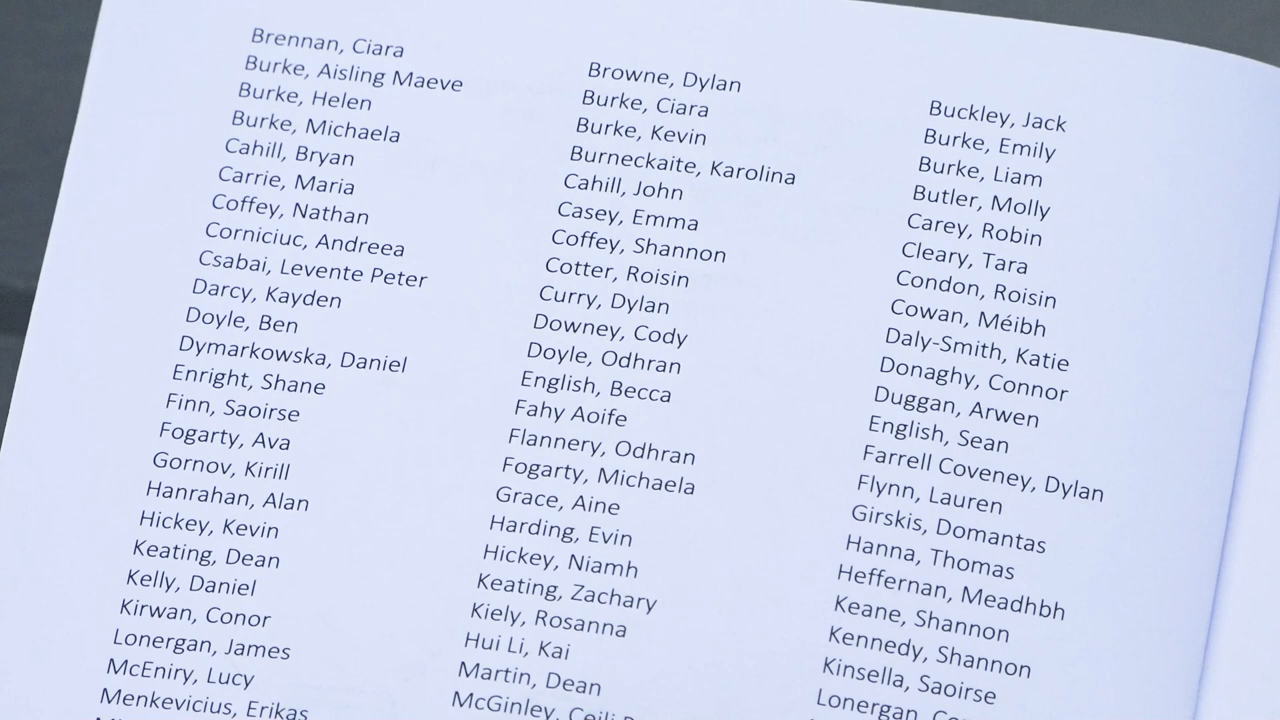 Brennan, Ciara
Burke, Aisling Maeve
Burke, Helen
Burke, Michaela
Cahill, Bryan
Carrie, Maria
Coffey, Nathan
Corniciuc, Andreea
Csabai, Levente Peter
Darcy, Kayden
Doyle, Ben
Dymarkowska, Daniel
Enright, Shane
Finn, Saoirse
Fogarty, Ava
Gornov, Kirill
Hanrahan, Alan
Hickey, Kevin
Keating, Dean
Kelly, Daniel
Kirwan, Conor
Lonergan, James
McEniry, Lucy
Menkevicius, Erikas
Browne, Dylan
Burke, Ciara
Burke, Kevin
Burneckaite, Karolina
Cahill, John
Casey, Emma
Coffey, Shannon
Cotter, Roisin
Curry, Dylan
Downey, Cody
Doyle, Odhran
English, Becca
Fahy Aoife
Flannery, Odhran
Fogarty, Michaela
Grace, Aine
Harding, Evin
Hickey, Niamh
Keating, Zachary
Kiely, Rosanna
Hui Li, Kai
Martin, Dean
McGinley, Ceili
Buckley, Jack
Burke, Emily
Burke, Liam
Butler, Molly
Carey, Robin
Cleary, Tara
Condon, Roisin
Cowan, Méibh
Daly-Smith, Katie
Donaghy, Connor
Duggan, Arwen
English, Sean
Farrell Coveney, Dylan
Flynn, Lauren
Girskis, Domantas
Hanna, Thomas
Heffernan, Meadhbh
Keane, Shannon
Kennedy, Shannon
Kinsella, Saoirse
Lonergan,